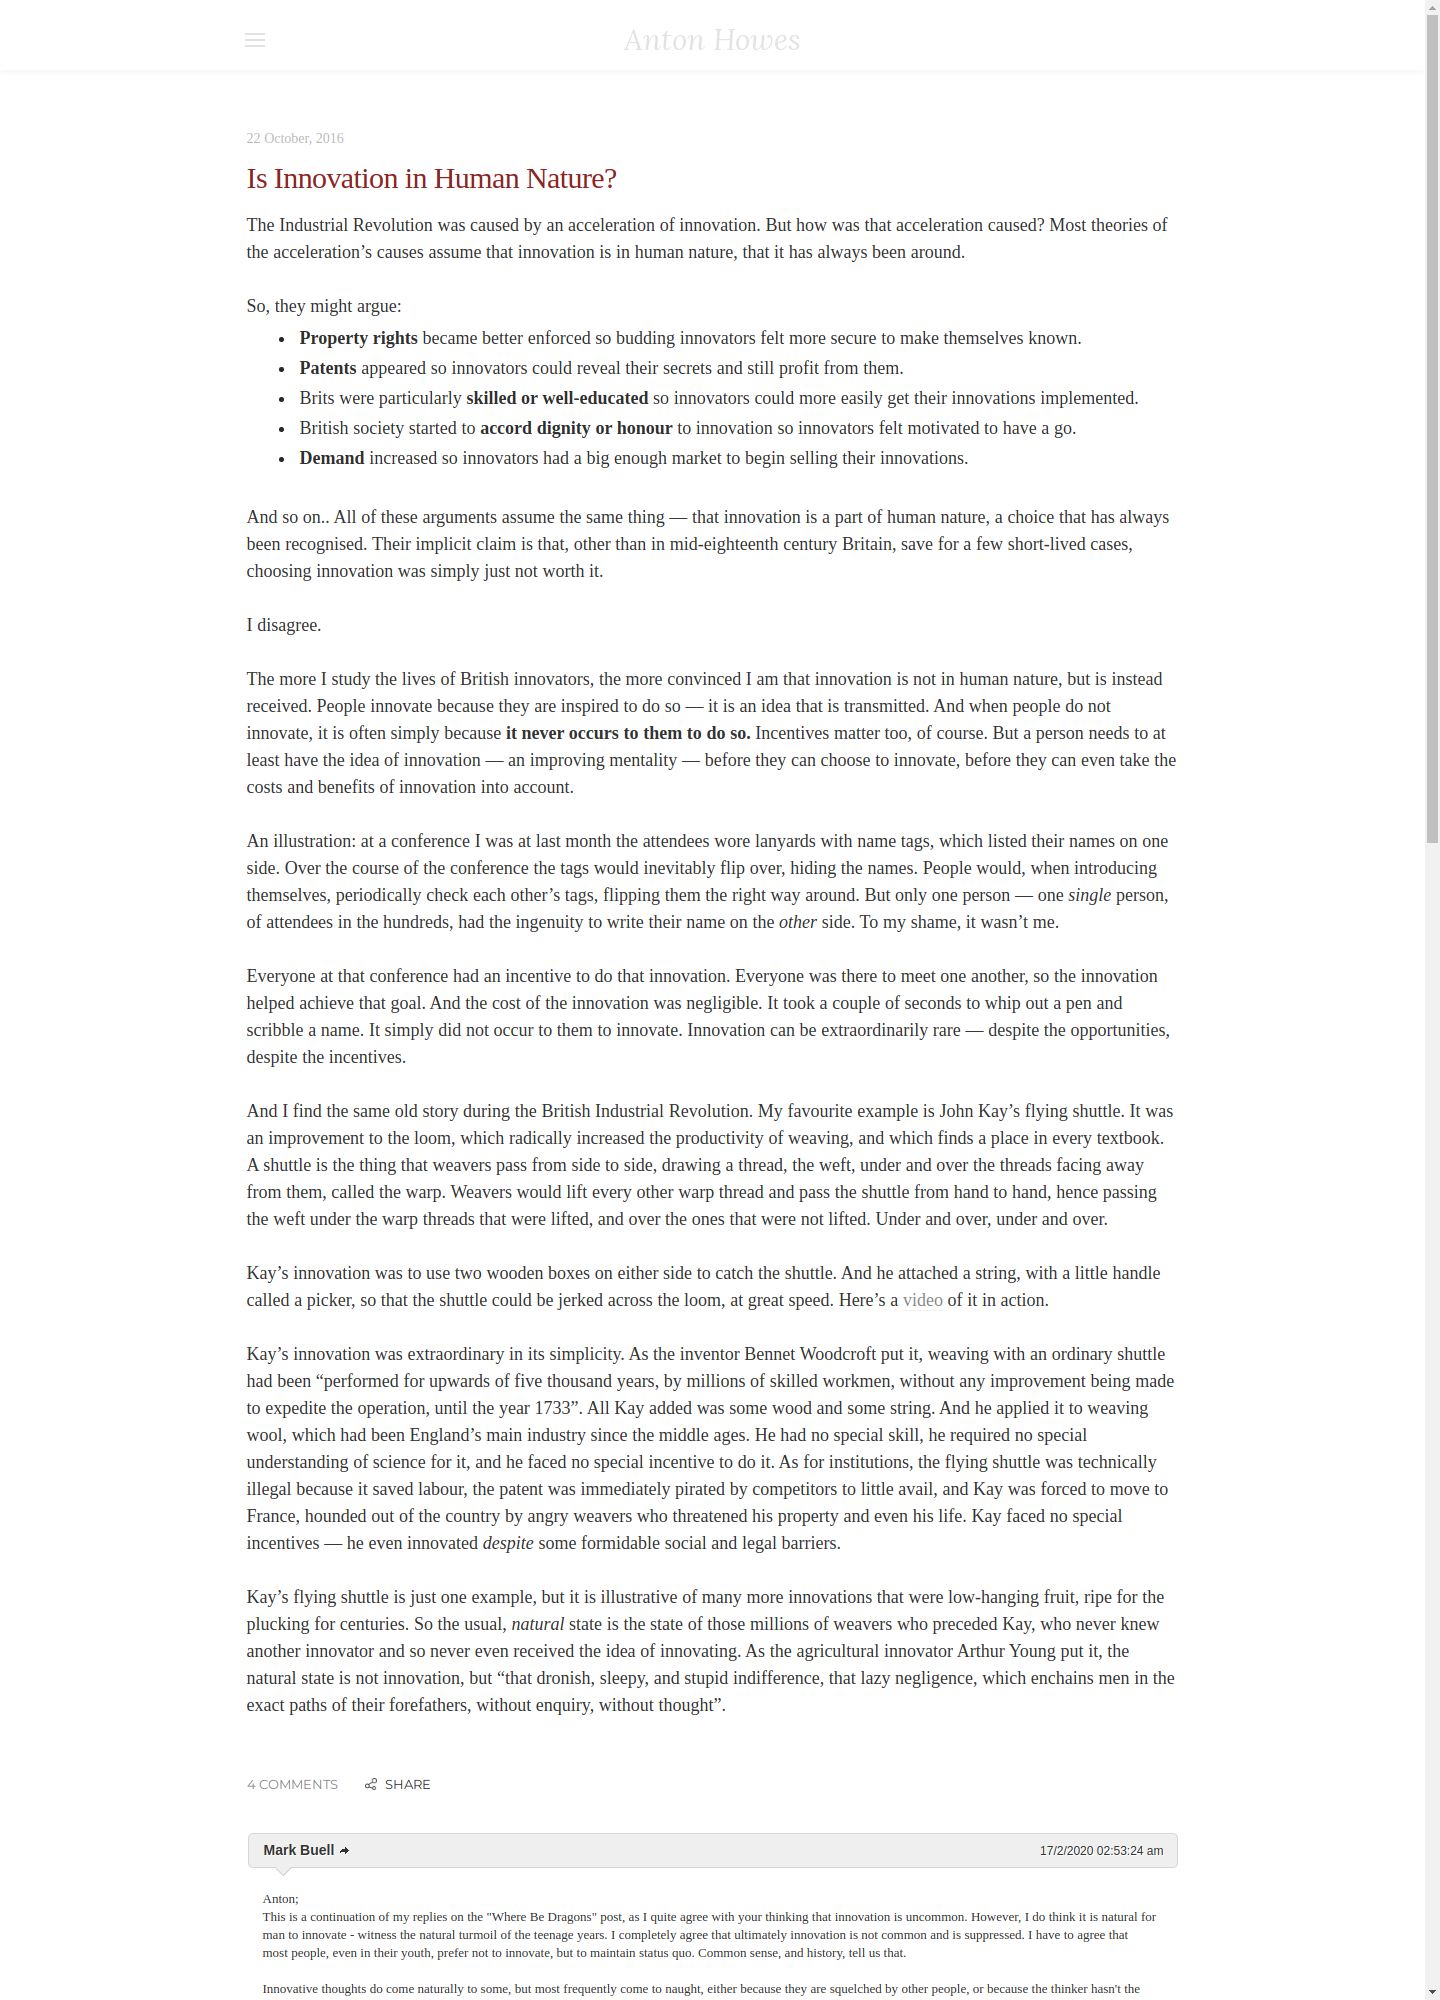 Anton Howes
22 October, 2016
Is Innovation in Human Nature?
The Industrial Revolution was caused by an acceleration of innovation. But how was that acceleration caused? Most theories of
the acceleration’s causes assume that innovation is in human nature, that it has always been around.
So, they might argue:
• Property rights became better enforced so budding innovators felt more secure to make themselves known.
• Patents appeared so innovators could reveal their secrets and still profit from them.
• Brits were particularly skilled or well-educated so innovators could more easily get their innovations implemented.
• British society started to accord dignity or honour to innovation so innovators felt motivated to have a go.
• Demand increased so innovators had a big enough market to begin selling their innovations.
And so on.. All of these arguments assume the same thing — that innovation is a part of human nature, a choice that has always
been recognised. Their implicit claim is that, other than in mid-eighteenth century Britain, save for a few short-lived cases,
choosing innovation was simply just not worth it.
I disagree.
The more I study the lives of British innovators, the more convinced I am that innovation is not in human nature, but is instead
received. People innovate because they are inspired to do so — it is an idea that is transmitted. And when people do not
innovate, it is often simply because it never occurs to them to do so. Incentives matter too, of course. But a person needs to at
least have the idea of innovation — an improving mentality — before they can choose to innovate, before they can even take the
costs and benefits of innovation into account.
An illustration: at a conference I was at last month the attendees wore lanyards with name tags, which listed their names on one
side. Over the course of the conference the tags would inevitably flip over, hiding the names. People would, when introducing
themselves, periodically check each other’s tags, flipping them the right way around. But only one person — one single person,
of attendees in the hundreds, had the ingenuity to write their name on the other side. To my shame, it wasn’t me.
Everyone at that conference had an incentive to do that innovation. Everyone was there to meet one another, so the innovation
helped achieve that goal. And the cost of the innovation was negligible. It took a couple of seconds to whip out a pen and
scribble a name. It simply did not occur to them to innovate. Innovation can be extraordinarily rare — despite the opportunities,
despite the incentives.
And I find the same old story during the British Industrial Revolution. My favourite example is John Kay’s flying shuttle. It was
an improvement to the loom, which radically increased the productivity of weaving, and which finds a place in every textbook.
A shuttle is the thing that weavers pass from side to side, drawing a thread, the weft, under and over the threads facing away
from them, called the warp. Weavers would lift every other warp thread and pass the shuttle from hand to hand, hence passing
the weft under the warp threads that were lifted, and over the ones that were not lifted. Under and over, under and over.
Kay’s innovation was to use two wooden boxes on either side to catch the shuttle. And he attached a string, with a little handle
called a picker, so that the shuttle could be jerked across the loom, at great speed. Here’s a video of it in action.
Kay’s innovation was extraordinary in its simplicity. As the inventor Bennet Woodcroft put it, weaving with an ordinary shuttle
had been “performed for upwards of five thousand years, by millions of skilled workmen, without any improvement being made
to expedite the operation, until the year 1733”. All Kay added was some wood and some string. And he applied it to weaving
wool, which had been England’s main industry since the middle ages. He had no special skill, he required no special
understanding of science for it, and he faced no special incentive to do it. As for institutions, the flying shuttle was technically
illegal because it saved labour, the patent was immediately pirated by competitors to little avail, and Kay was forced to move to
France, hounded out of the country by angry weavers who threatened his property and even his life. Kay faced no special
incentives — he even innovated despite some formidable social and legal barriers.
Kay’s flying shuttle is just one example, but it is illustrative of many more innovations that were low-hanging fruit, ripe for the
plucking for centuries. So the usual, natural state is the state of those millions of weavers who preceded Kay, who never knew
another innovator and so never even received the idea of innovating. As the agricultural innovator Arthur Young put it, the
natural state is not innovation, but “that dronish, sleepy, and stupid indifference, that lazy negligence, which enchains men in the
exact paths of their forefathers, without enquiry, without thought”.
4 COMMENTS SHARE
Mark Buell 17/2/2020 02:53:24 am
Anton;
This is a continuation of my replies on the "Where Be Dragons" post, as I quite agree with your thinking that innovation is uncommon. However, I do think it is natural for
man to innovate - witness the natural turmoil of the teenage years. I completely agree that ultimately innovation is not common and is suppressed. I have to agree that
most people, even in their youth, prefer not to innovate, but to maintain status quo. Common sense, and history, tell us that.
Innovative thoughts do come naturally to some, but most frequently come to naught, either because they are squelched by other people, or because the thinker hasn't the